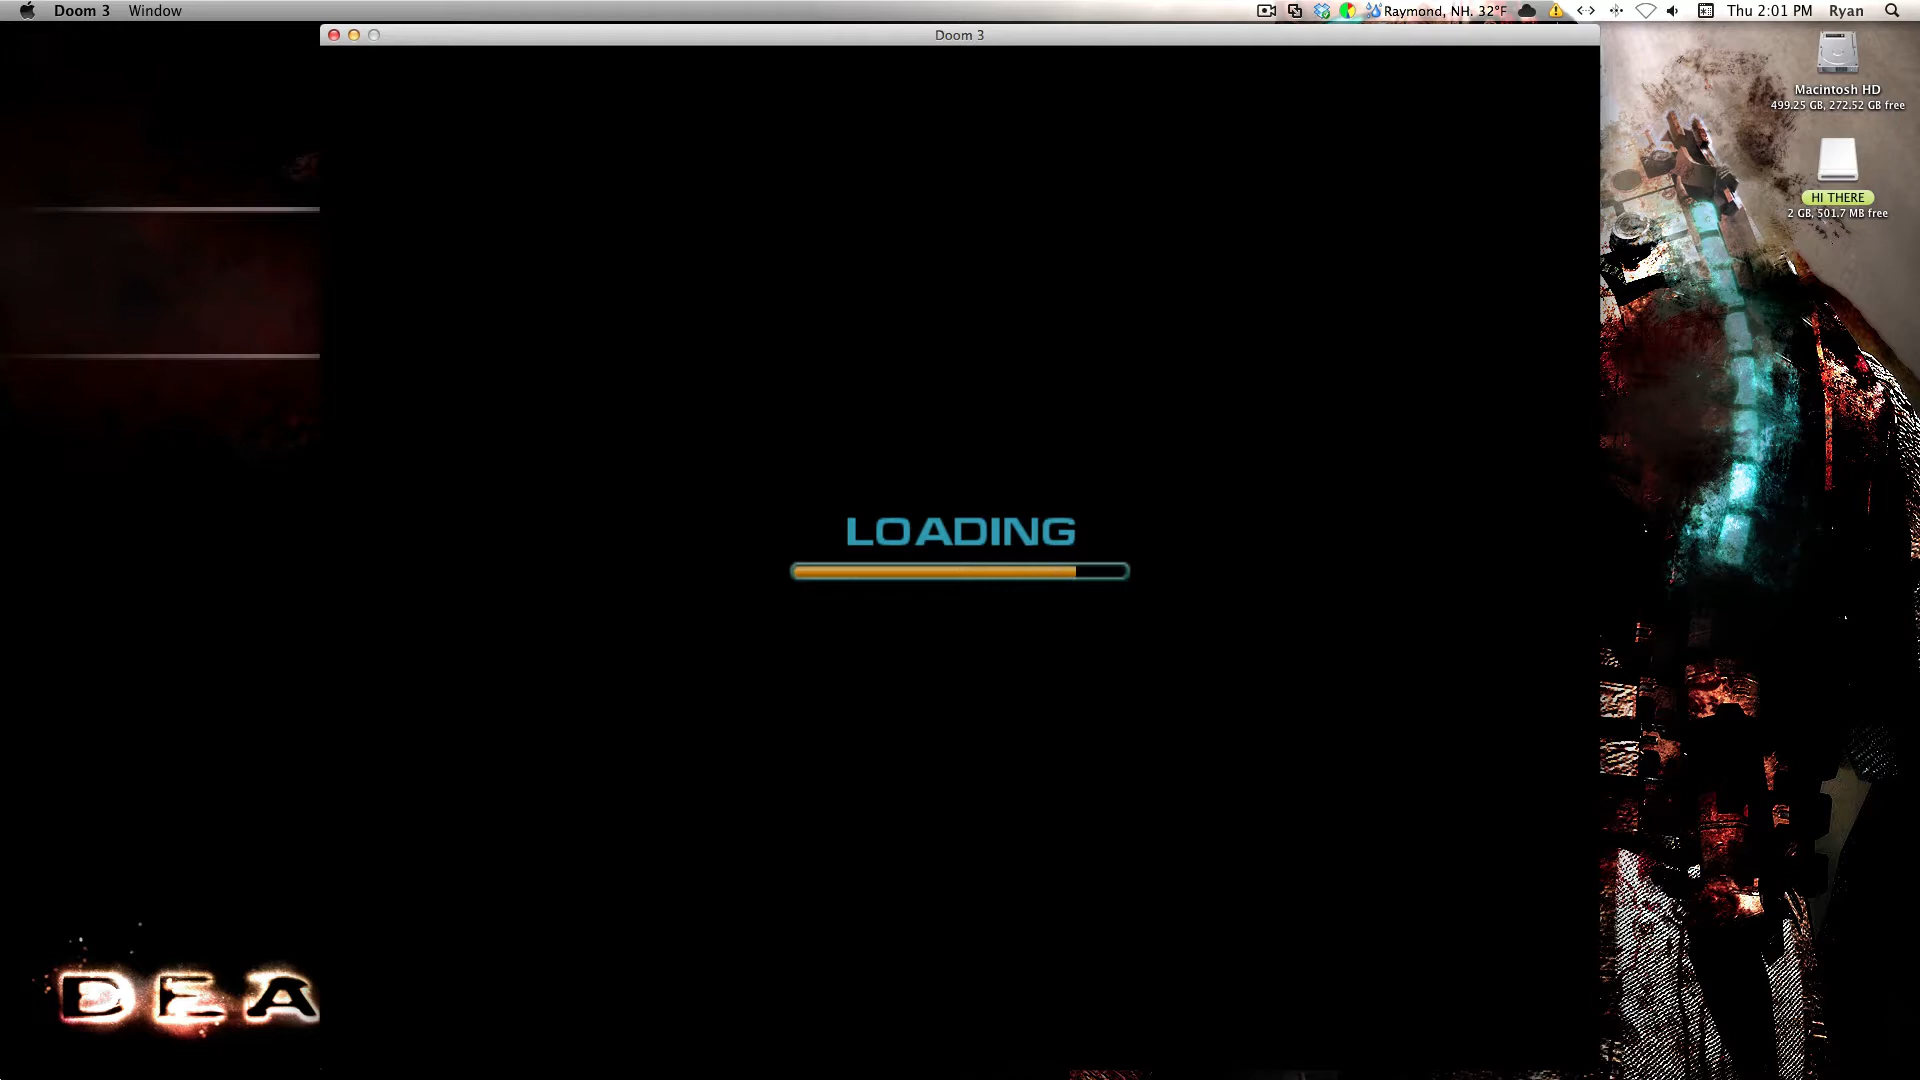 Doom 3 Window Raymond, NH. 32°F Thu 2:01 PM Ryan
Doom 3
Macintosh HD
499.25 GB, 272.52 GB free
HI THERE
2 GB, 501.7 MB free
LOADING
DEA